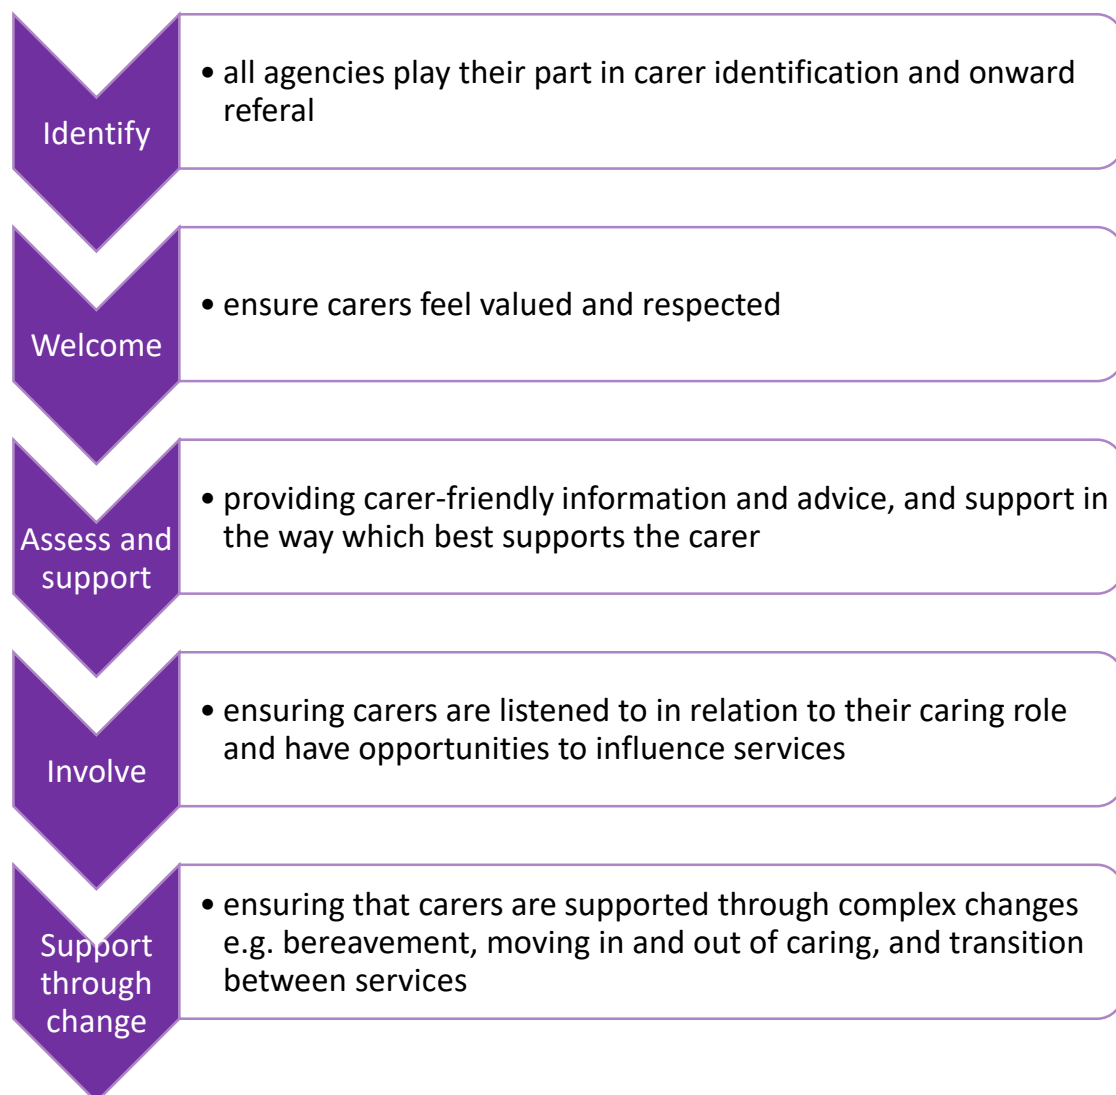 Identify
• all agencies play their part in carer identification and onward
referal
Welcome
• ensure carers feel valued and respected
Assess and
support
• providing carer-friendly information and advice, and support in
the way which best supports the carer
Involve
• ensuring carers are listened to in relation to their caring role
and have opportunities to influence services
Support
through
change
• ensuring that carers are supported through complex changes
e.g. bereavement, moving in and out of caring, and transition
between services